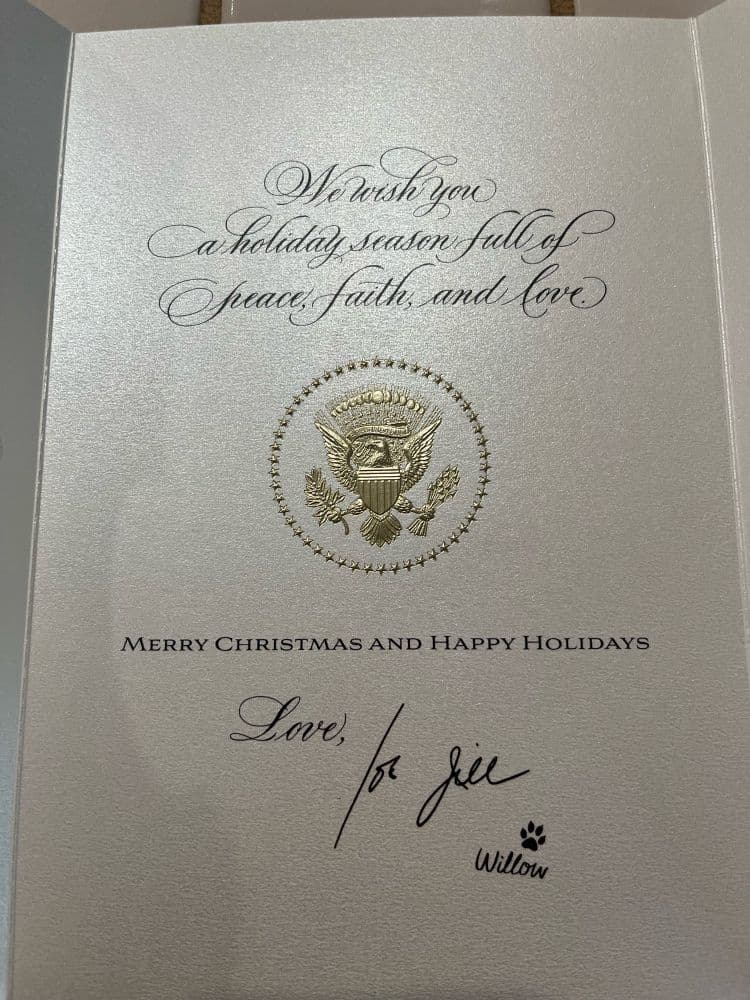 We wish you
a holiday season full of
peace, faith, and love.
MERRY CHRISTMAS AND HAPPY HOLIDAYS
Love,
Joe Jill
Willow